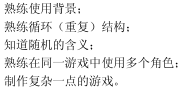 熟练使用背景；
熟练循环（重复）结构；
知道随机的含义；
熟练在同一游戏中使用多个角色；
制作复杂一点的游戏。